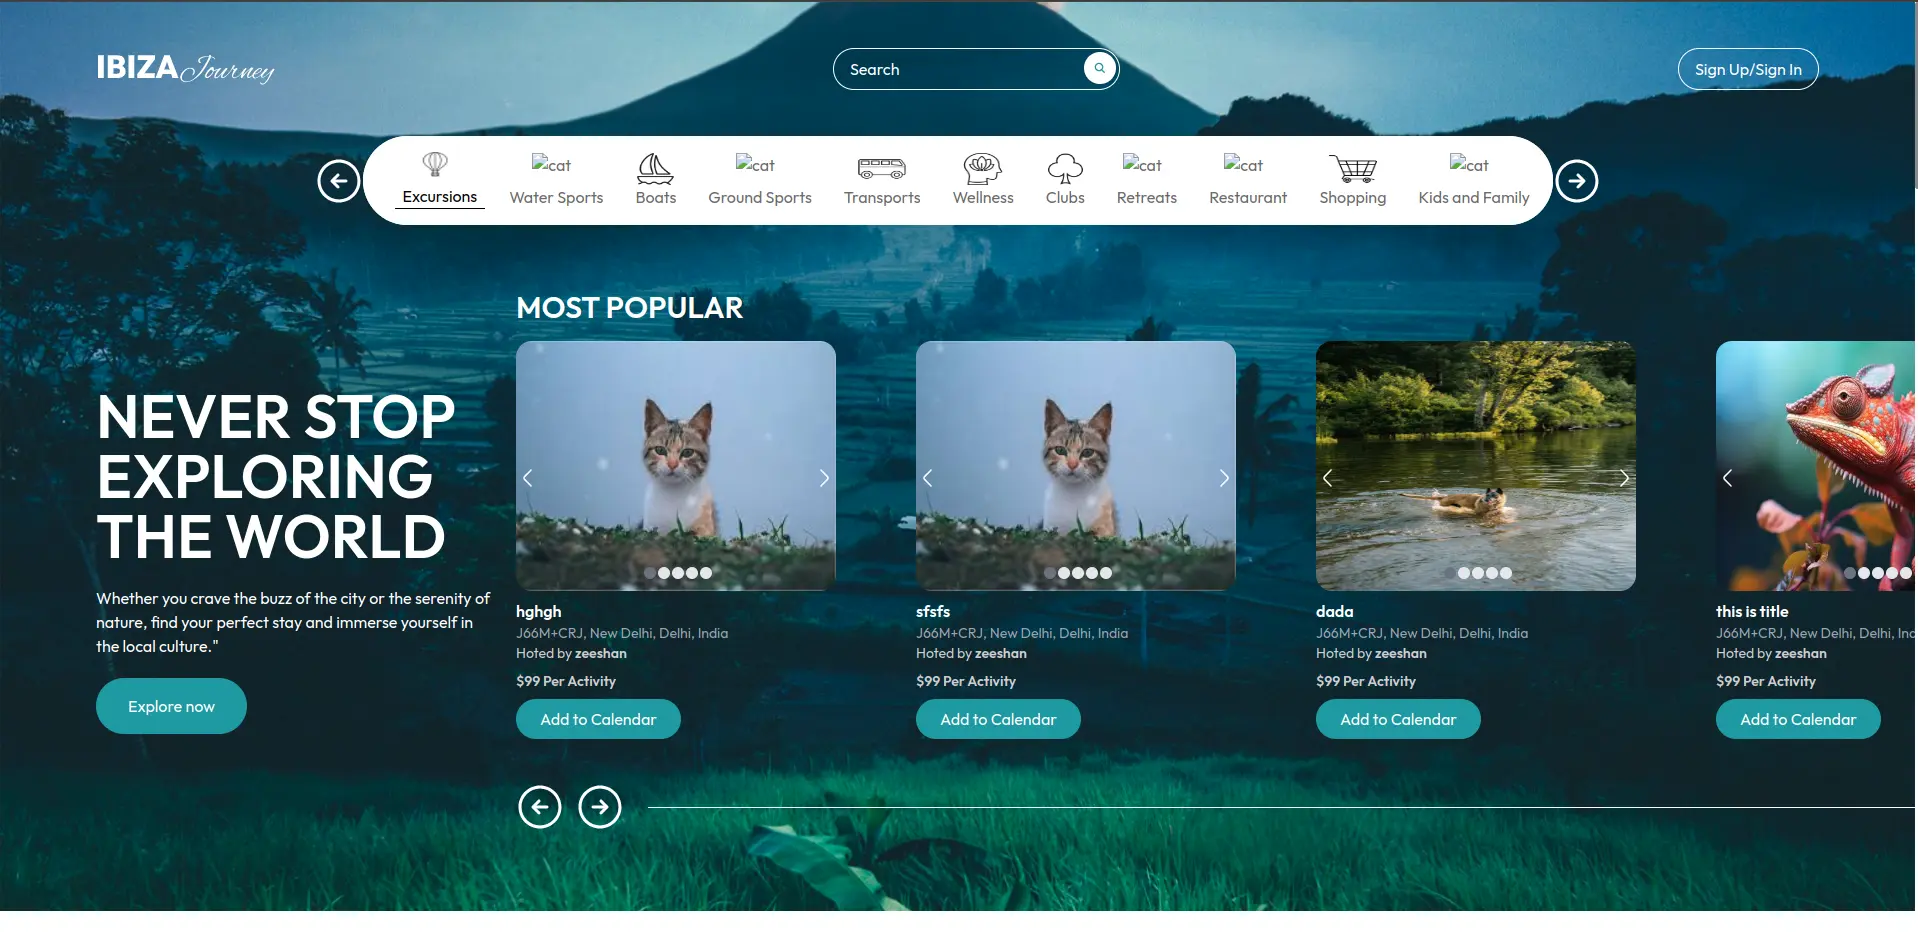 IBIZA Journey
Search
Sign Up/Sign In
cat
cat
cat
cat
cat
Excursions
Water Sports
Boats
Ground Sports
Transports
Wellness
Clubs
Retreats
Restaurant
Shopping
Kids and Family
MOST POPULAR
NEVER STOP
EXPLORING
THE WORLD
Whether you crave the buzz of the city or the serenity of
nature, find your perfect stay and immerse yourself in
the local culture."
Explore now
hghgh
J66M+CRJ, New Delhi, Delhi, India
Hoted by zeeshan
$99 Per Activity
Add to Calendar
sfsfs
J66M+CRJ, New Delhi, Delhi, India
Hoted by zeeshan
$99 Per Activity
Add to Calendar
dada
J66M+CRJ, New Delhi, Delhi, India
Hoted by zeeshan
$99 Per Activity
Add to Calendar
this is title
J66M+CRJ, New Delhi, Delhi,
Hoted by zeeshan
$99 Per Activity
Add to Calendar